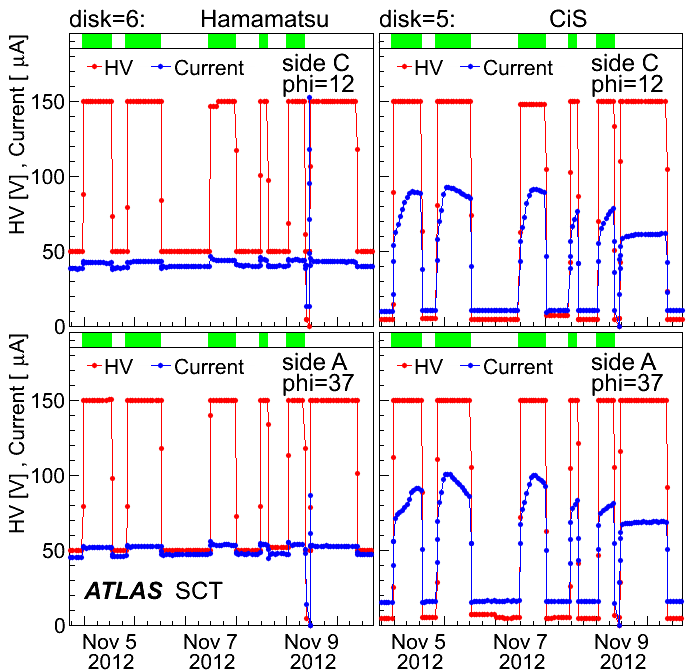 disk=6: Hamamatsu disk=5: CiS
HV [V] , Current [ μA]
HV Current side C
phi=12
150
100
50
0
HV Current side C
phi=12
HV [V] , Current [ μA]
HV Current side A
phi=37
150
100
50
0
ATLAS SCT
HV Current side A
phi=37
Nov 5 Nov 7 Nov 9 Nov 5 Nov 7 Nov 9
2012 2012 2012 2012 2012 2012